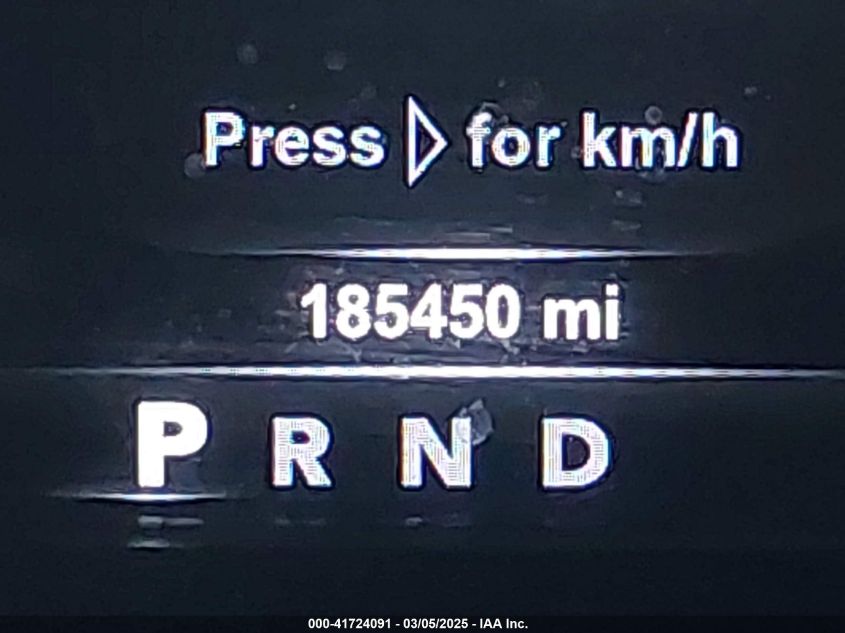 Press ▷ for km/h
185450 mi
P R N D
000-41724091 - 03/05/2025 - IAA Inc.